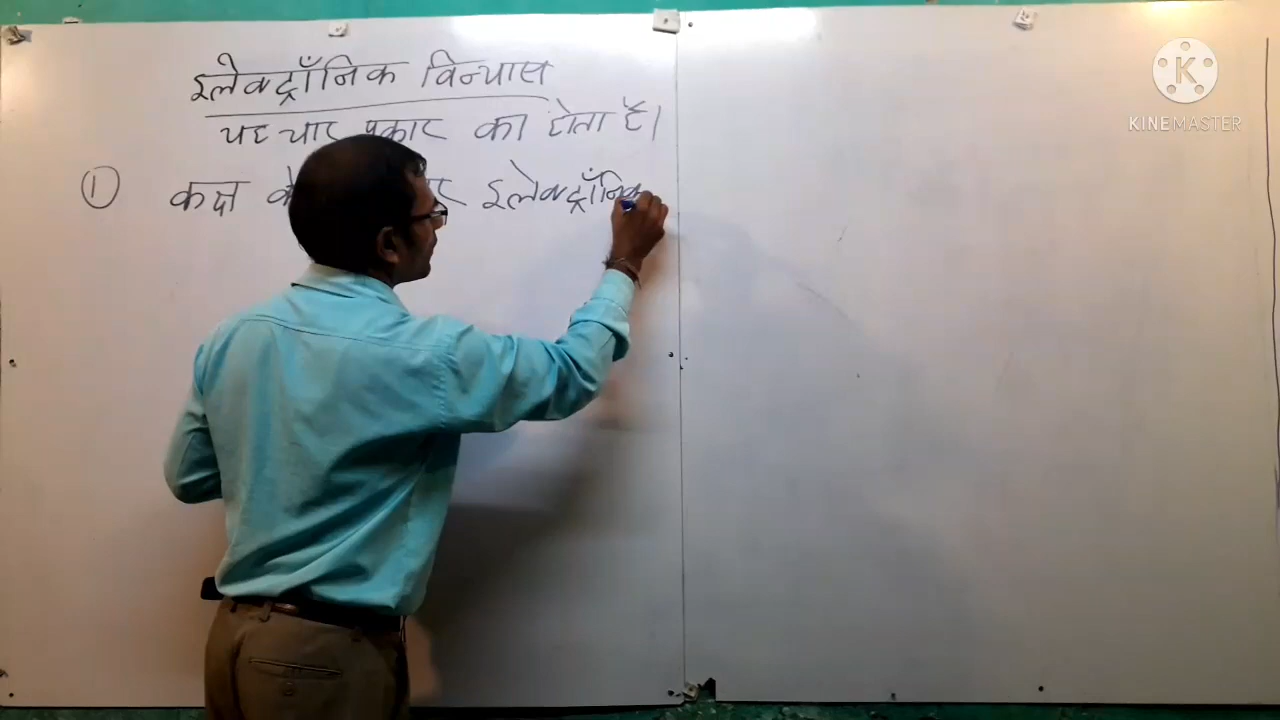 इलेक्ट्रॉनिक विन्यास
यह चार प्रकार का होता है।
① कक्ष के इलेक्ट्रॉनिक
K
KINEMASTER